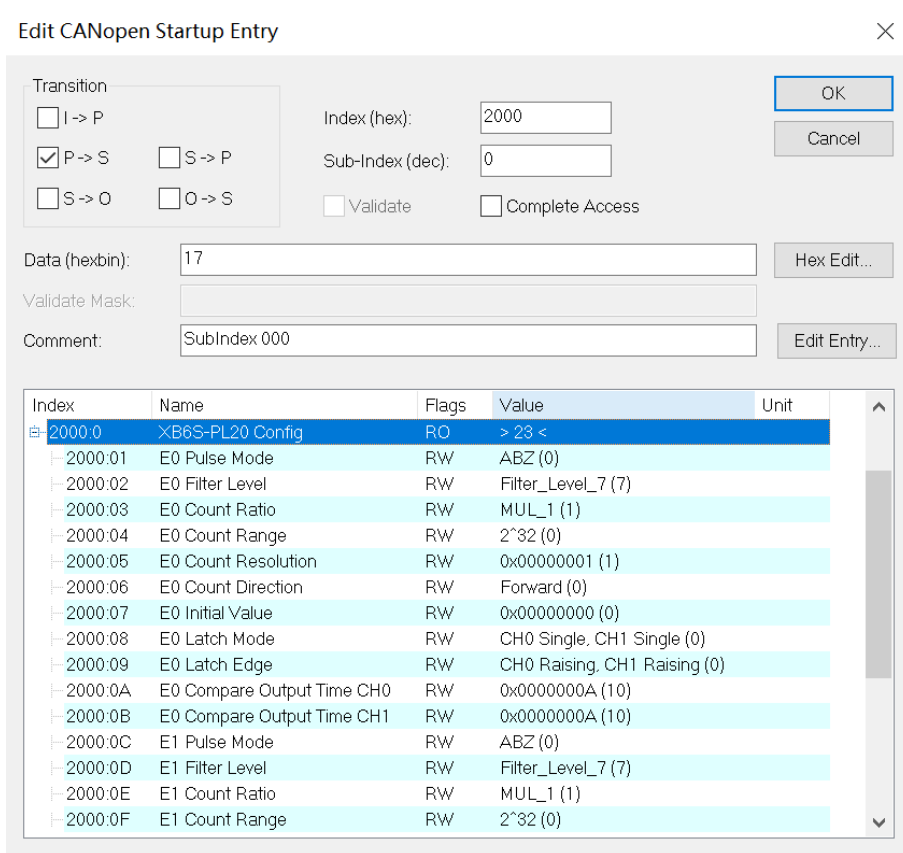 Edit CANopen Startup Entry
Transition
I -> P
P -> S
S -> P
S -> O
O -> S
Index (hex):
2000
Sub-Index (dec):
0
Validate
Complete Access
OK
Cancel
Data (hexbin):
17
Hex Edit...
Validate Mask:
Comment:
SubIndex 000
Edit Entry...
Index Name Flags Value Unit
2000:0 XB6S-PL20 Config RO > 23 <
2000:01 E0 Pulse Mode RW ABZ (0)
2000:02 E0 Filter Level RW Filter_Level_7 (7)
2000:03 E0 Count Ratio RW MUL_1 (1)
2000:04 E0 Count Range RW 2^32 (0)
2000:05 E0 Count Resolution RW 0x00000001 (1)
2000:06 E0 Count Direction RW Forward (0)
2000:07 E0 Initial Value RW 0x00000000 (0)
2000:08 E0 Latch Mode RW CH0 Single, CH1 Single (0)
2000:09 E0 Latch Edge RW CH0 Raising, CH1 Raising (0)
2000:0A E0 Compare Output Time CH0 RW 0x0000000A (10)
2000:0B E0 Compare Output Time CH1 RW 0x0000000A (10)
2000:0C E1 Pulse Mode RW ABZ (0)
2000:0D E1 Filter Level RW Filter_Level_7 (7)
2000:0E E1 Count Ratio RW MUL_1 (1)
2000:0F E1 Count Range RW 2^32 (0)